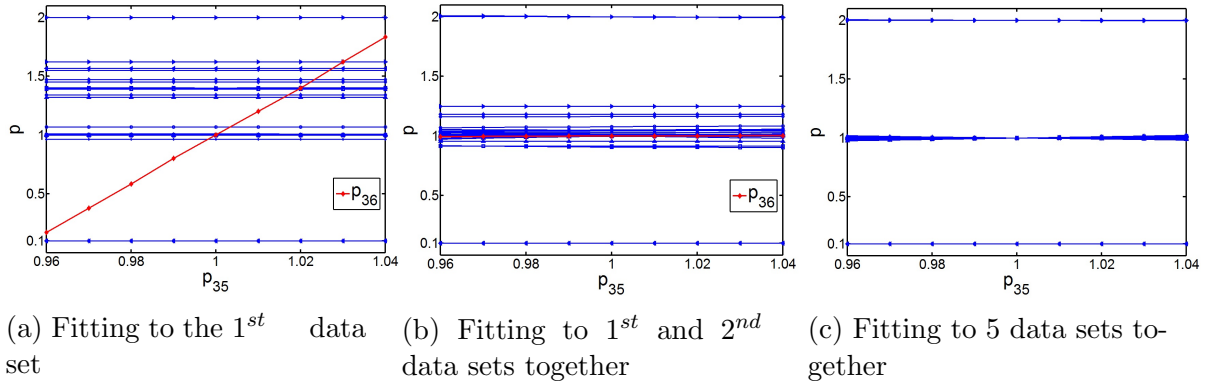 2
1.5
p
1
0.5
0.1
p36
0.96 0.98 1 1.02 1.04
p35
2
1.5
p
1
0.5
0.1
p36
0.96 0.98 1 1.02 1.04
p35
2
1.5
p
1
0.5
0.1
0.96 0.98 1 1.02 1.04
p35
(a) Fitting to the 1st data
set
(b) Fitting to 1st and 2nd
data sets together
(c) Fitting to 5 data sets to-
gether